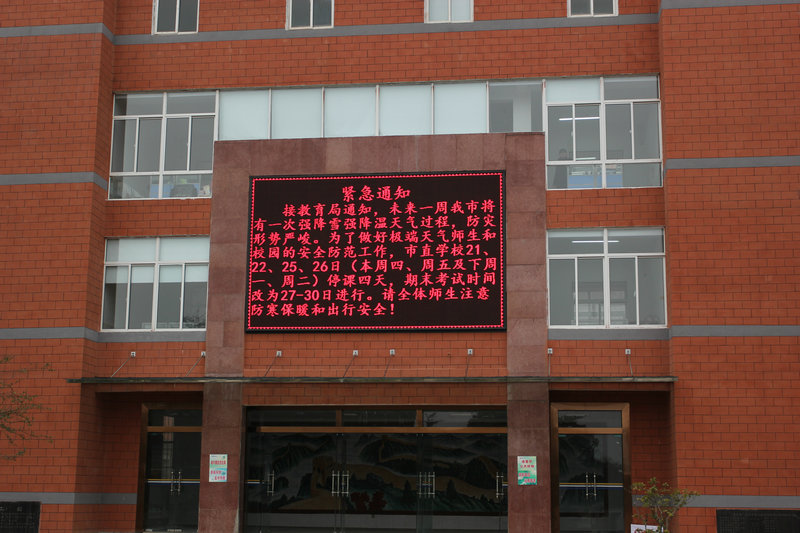 紧急通知
接教育局通知，未来一周我市将
有一次强降雪强降温天气过程，防灾
形势严峻。为了做好极端天气师生和
校园的安全防范工作，市直学校21、
22、25、26日（本周四、周五及下周
一、周二）停课四天，期末考试时间
改为27-30日进行。请全体师生注意
防寒保暖和出行安全！